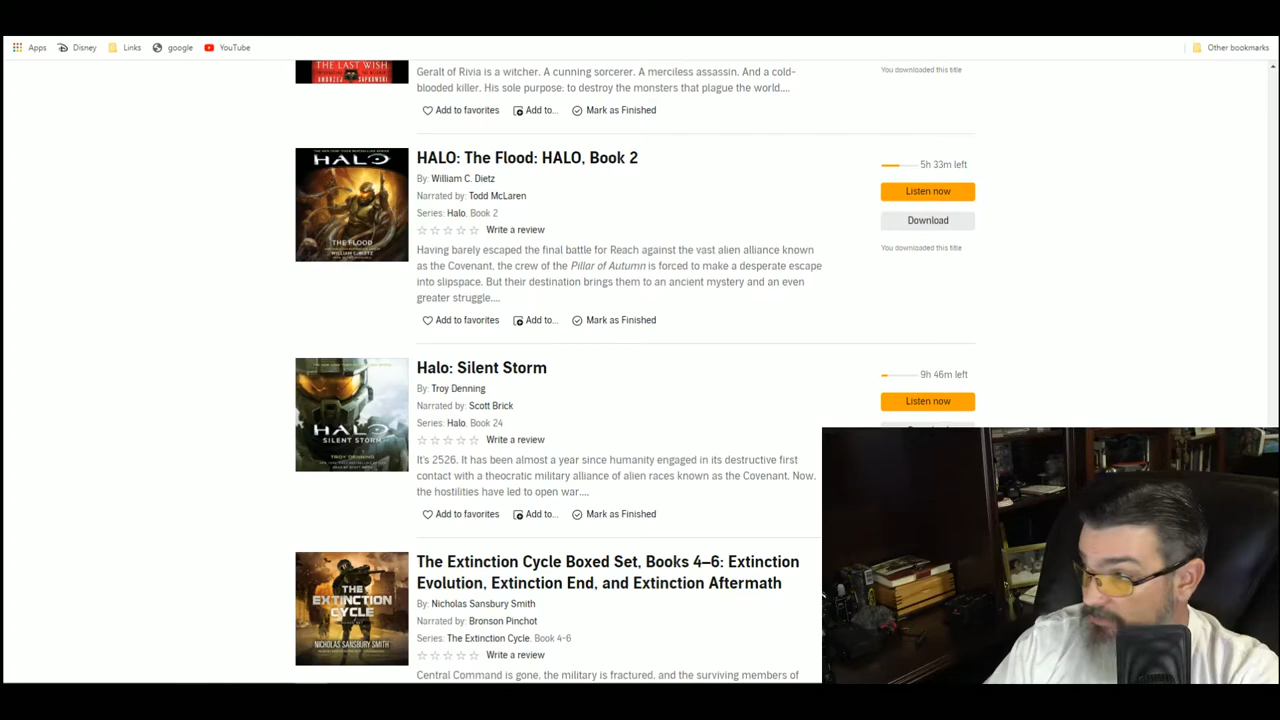 Apps Disney Links google YouTube Other bookmarks
THE LAST WISH
Geralt of Rivia is a witcher. A cunning sorcerer. A merciless assassin. And a cold-
blooded killer. His sole purpose: to destroy the monsters that plague the world....
You downloaded this title
Add to favorites Add to... Mark as Finished
HALO
THE FLOOD
WILLIAM C. DIETZ
HALO: The Flood: HALO, Book 2
By: William C. Dietz
Narrated by: Todd McLaren
Series: Halo, Book 2
Write a review
Having barely escaped the final battle for Reach against the vast alien alliance known
as the Covenant, the crew of the Pillar of Autumn is forced to make a desperate escape
into slipspace. But their destination brings them to an ancient mystery and an even
greater struggle....
5h 33m left
Listen now
Download
You downloaded this title
Add to favorites Add to... Mark as Finished
HALO
SILENT STORM
TROY DENNING
Halo: Silent Storm
By: Troy Denning
Narrated by: Scott Brick
Series: Halo, Book 24
Write a review
It's 2526. It has been almost a year since humanity engaged in its destructive first
contact with a theocratic military alliance of alien races known as the Covenant. Now,
the hostilities have led to open war....
9h 46m left
Listen now
Add to favorites Add to... Mark as Finished
THE
EXTINCTION
CYCLE
NICHOLAS SANSBURY SMITH
The Extinction Cycle Boxed Set, Books 4–6: Extinction
Evolution, Extinction End, and Extinction Aftermath
By: Nicholas Sansbury Smith
Narrated by: Bronson Pinchot
Series: The Extinction Cycle, Book 4-6
Write a review
Central Command is gone, the military is fractured, and the surviving members of